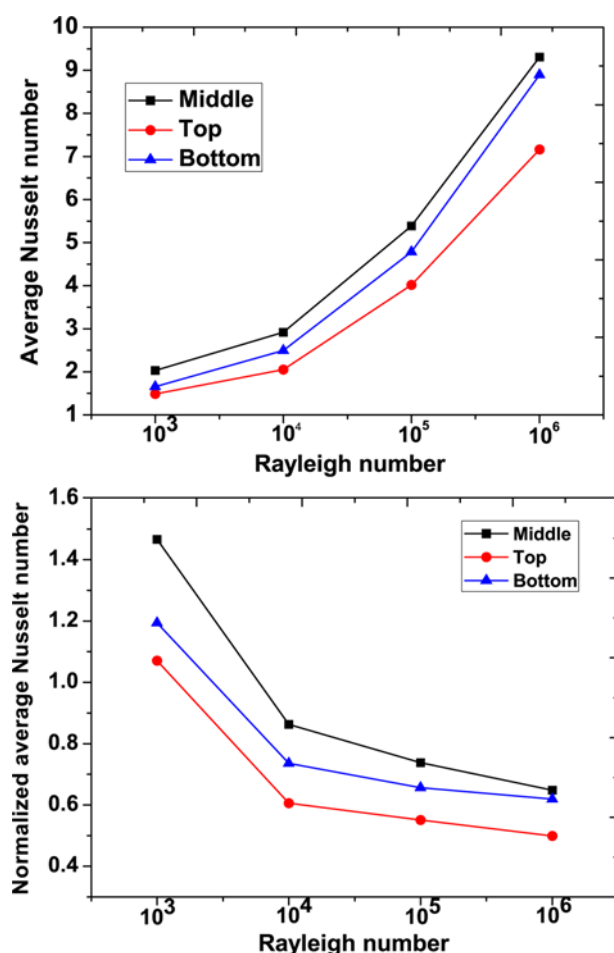 Average Nusselt number
10
9
8
7
6
5
4
3
2
1
Middle
Top
Bottom
10³ 10⁴ 10⁵ 10⁶
Rayleigh number
Normalized average Nusselt number
1.6
1.4
1.2
1.0
0.8
0.6
0.4
Middle
Top
Bottom
10³ 10⁴ 10⁵ 10⁶
Rayleigh number